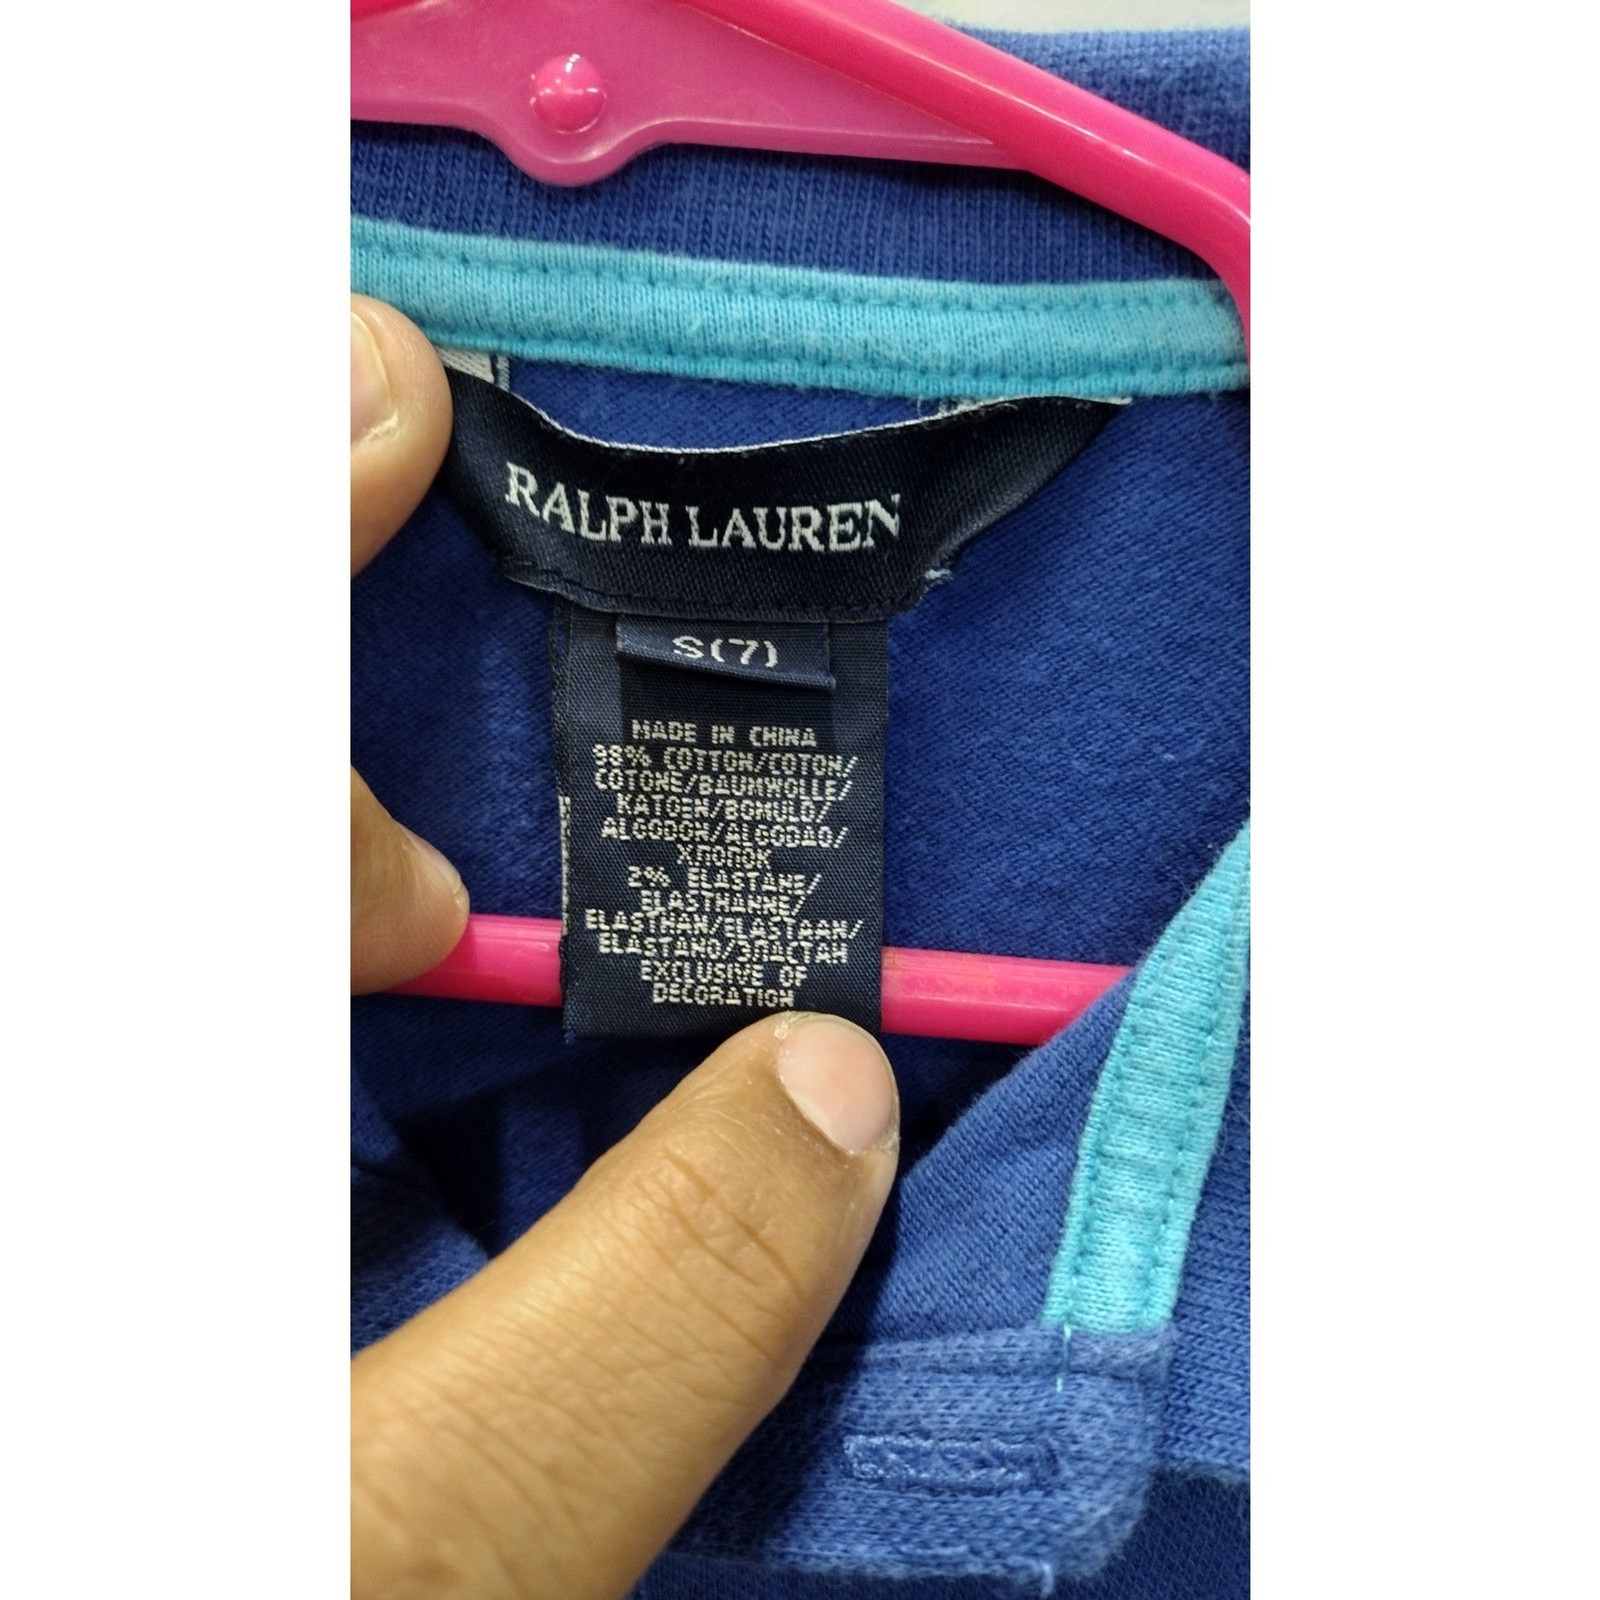 RALPH LAUREN
S(7)
MADE IN CHINA
98% COTTON/COTON/
COTONE/BAUMWOLLE/
KATOEN/BOMULD/
ALGODON/ALGODAO/
ХЛОПОК
2% ELASTANE/
ELASTHANNE/
ELASTHAN/ELASTAAN/
ELASTANO/ЭЛАСТАН
EXCLUSIVE OF
DECORATION